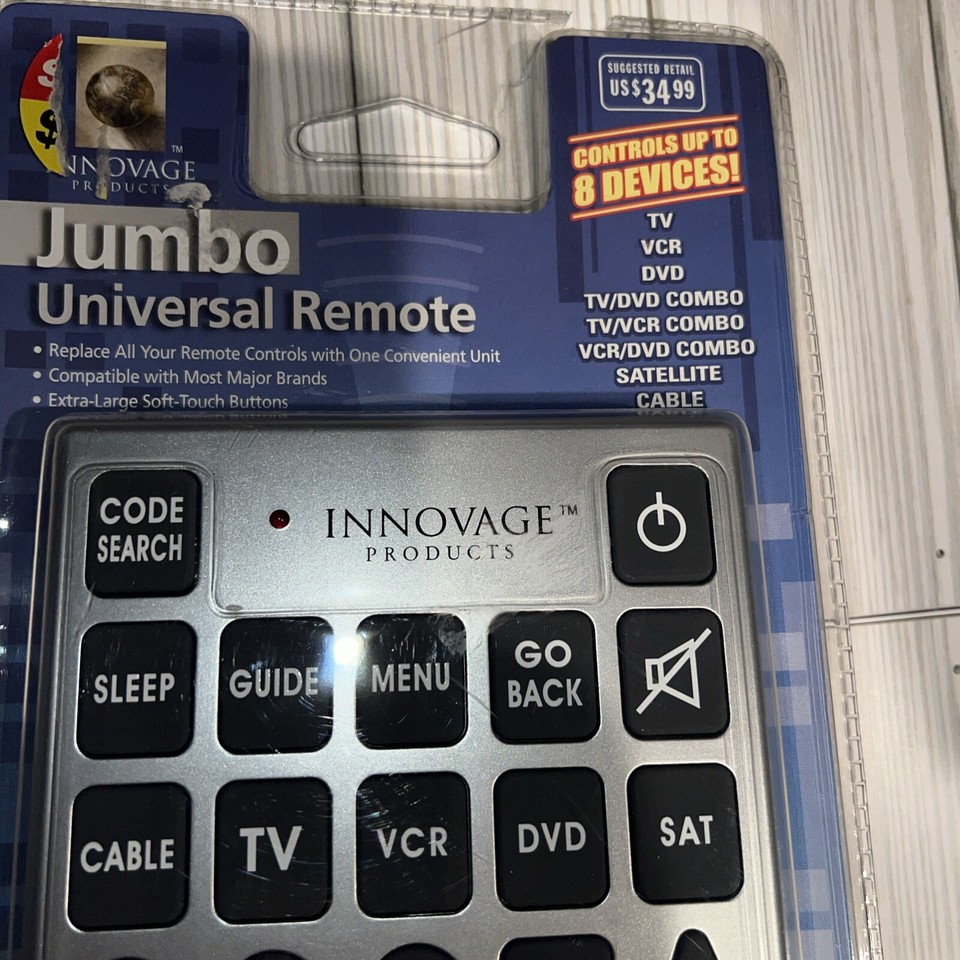 $
$
INNOVAGE™
PRODUCTS
SUGGESTED RETAIL
US $34.99
CONTROLS UP TO
8 DEVICES!
TV
VCR
DVD
TV/DVD COMBO
TV/VCR COMBO
VCR/DVD COMBO
SATELLITE
CABLE
Jumbo
Universal Remote
• Replace All Your Remote Controls with One Convenient Unit
• Compatible with Most Major Brands
• Extra-Large Soft-Touch Buttons
CODE
SEARCH
INNOVAGE™
PRODUCTS
SLEEP
GUIDE
MENU
GO
BACK
CABLE
TV
VCR
DVD
SAT